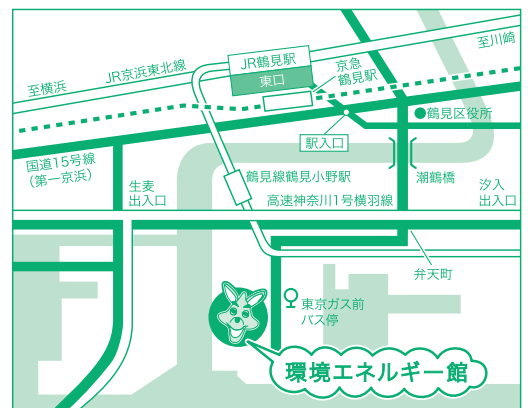 至川崎
JR鶴見駅
東口
京急
鶴見駅
JR京浜東北線
至横浜
鶴見区役所
駅入口
国道15号線
(第一京浜)
生麦
出入口
鶴見線鶴見小野駅
潮鶴橋
高速神奈川1号横羽線
汐入
出入口
弁天町
東京ガス前
バス停
環境エネルギー館